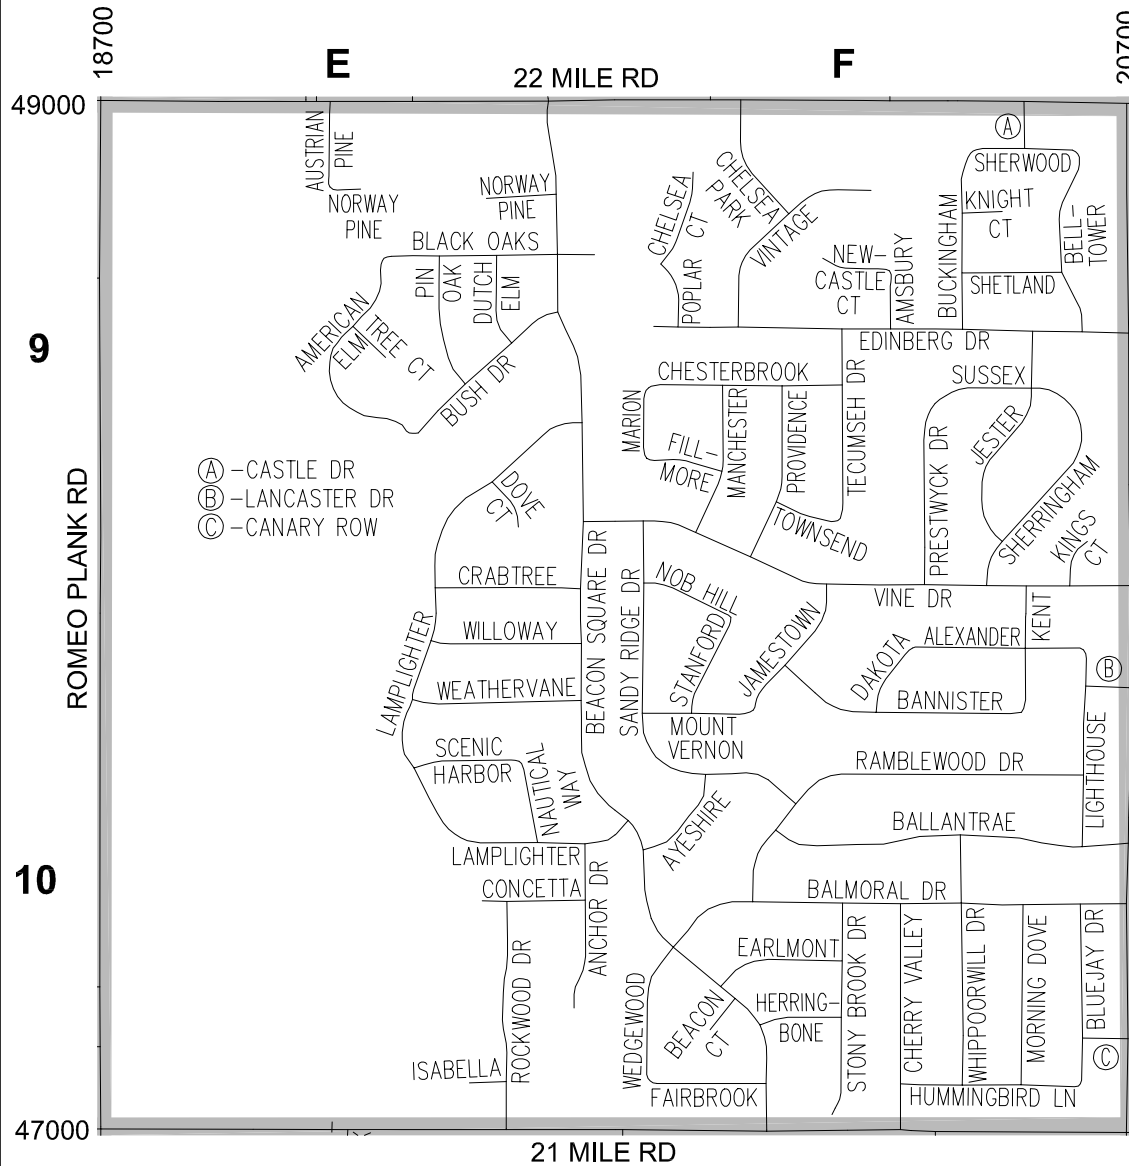 18700
20700
E
F
22 MILE RD
49000
AUSTRIAN
PINE
NORWAY
PINE
NORWAY
PINE
BLACK OAKS
PIN
OAK
DUTCH
ELM
AMERICAN
ELM
TREE CT
BUSH DR
CHELSEA
CT
POPLAR
CHELSEA
PARK
VINTAGE
NEW-
CASTLE
CT
AMSBURY
BUCKINGHAM
A
SHERWOOD
KNIGHT
CT
BELL-
TOWER
SHETLAND
EDINBERG DR
9
CHESTERBROOK
MARION
FILL-
MORE
MANCHESTER
PROVIDENCE
TECUMSEH DR
TOWNSEND
SUSSEX
PRESTWYCK DR
JESTER
SHERRINGHAM
KINGS
CT
A -CASTLE DR
B -LANCASTER DR
C -CANARY ROW
ROMEO PLANK RD
DOVE
CT
CRABTREE
WILLOWAY
WEATHERVANE
LAMPLIGHTER
SCENIC
HARBOR
NAUTICAL
WAY
BEACON SQUARE DR
SANDY RIDGE DR
NOB HILL
STANFORD
JAMESTOWN
MOUNT
VERNON
VINE DR
KENT
ALEXANDER
DAKOTA
BANNISTER
B
RAMBLEWOOD DR
LIGHTHOUSE
BALLANTRAE
AYESHIRE
LAMPLIGHTER
CONCETTA
ANCHOR DR
10
BALMORAL DR
EARLMONT
HERRING-
BONE
BEACON
CT
WEDGEWOOD
FAIRBROOK
STONY BROOK DR
CHERRY VALLEY
WHIPPOORWILL DR
MORNING DOVE
BLUEJAY DR
C
HUMMINGBIRD LN
ROCKWOOD DR
ISABELLA
47000
21 MILE RD